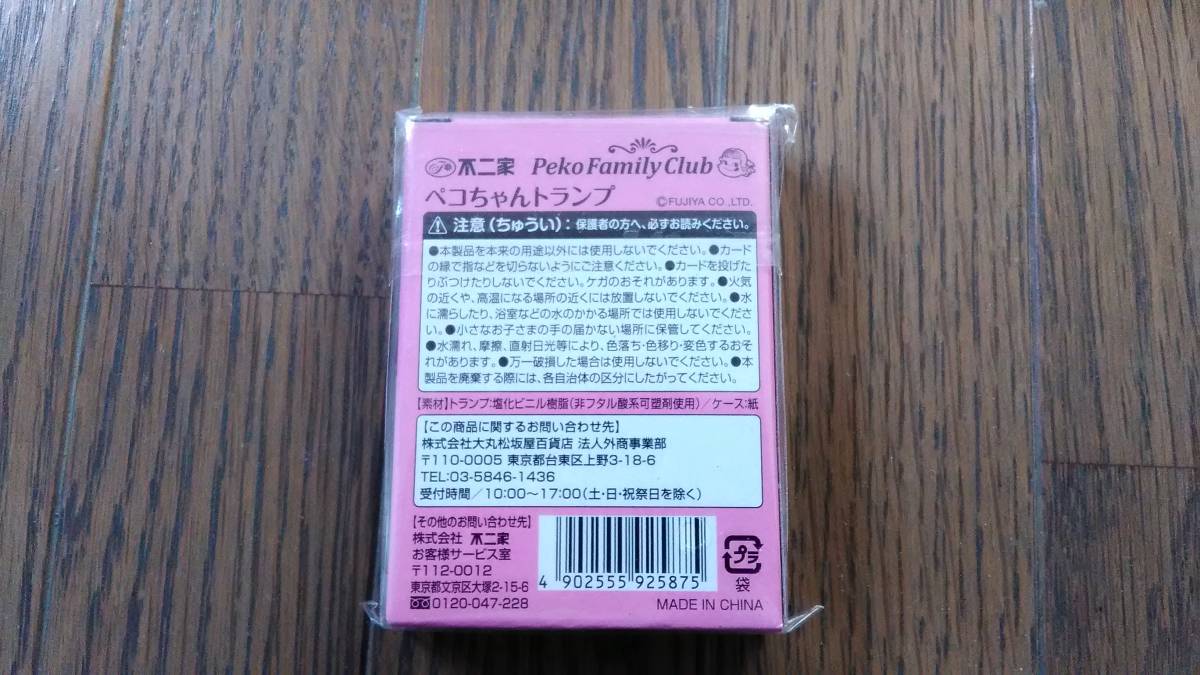 不二家 Peko Family Club
ペコちゃんトランプ ©FUJIYA CO.,LTD.
注意(ちゅうい):保護者の方へ、必ずお読みください。
●本製品を本来の用途以外には使用しないでください。●カード
の縁で指などを切らないようにご注意ください。●カードを投げた
りぶつけたりしないでください。ケガのおそれがあります。●火気
の近くや、高温になる場所の近くには放置しないでください。●水
に濡らしたり、浴室などの水のかかる場所では使用しないでくださ
い。●小さなお子さまの手の届かない場所に保管してください。
●水濡れ、摩擦、直射日光等により、色落ち・色移り・変色するおそ
れがあります。●万一破損した場合は使用しないでください。●本
製品を廃棄する際には、各自治体の区分にしたがってください。
【素材】トランプ:塩化ビニル樹脂(非フタル酸系可塑剤使用)/ケース:紙
【この商品に関するお問い合わせ先】
株式会社大丸松坂屋百貨店 法人外商事業部
〒110-0005 東京都台東区上野3-18-6
TEL:03-5846-1436
受付時間/10:00〜17:00(土・日・祝祭日を除く)
【その他のお問い合わせ先】
株式会社 不二家
お客様サービス室
〒112-0012
東京都文京区大塚2-15-6
0120-047-228
4 902555 925875
プラ
袋
MADE IN CHINA